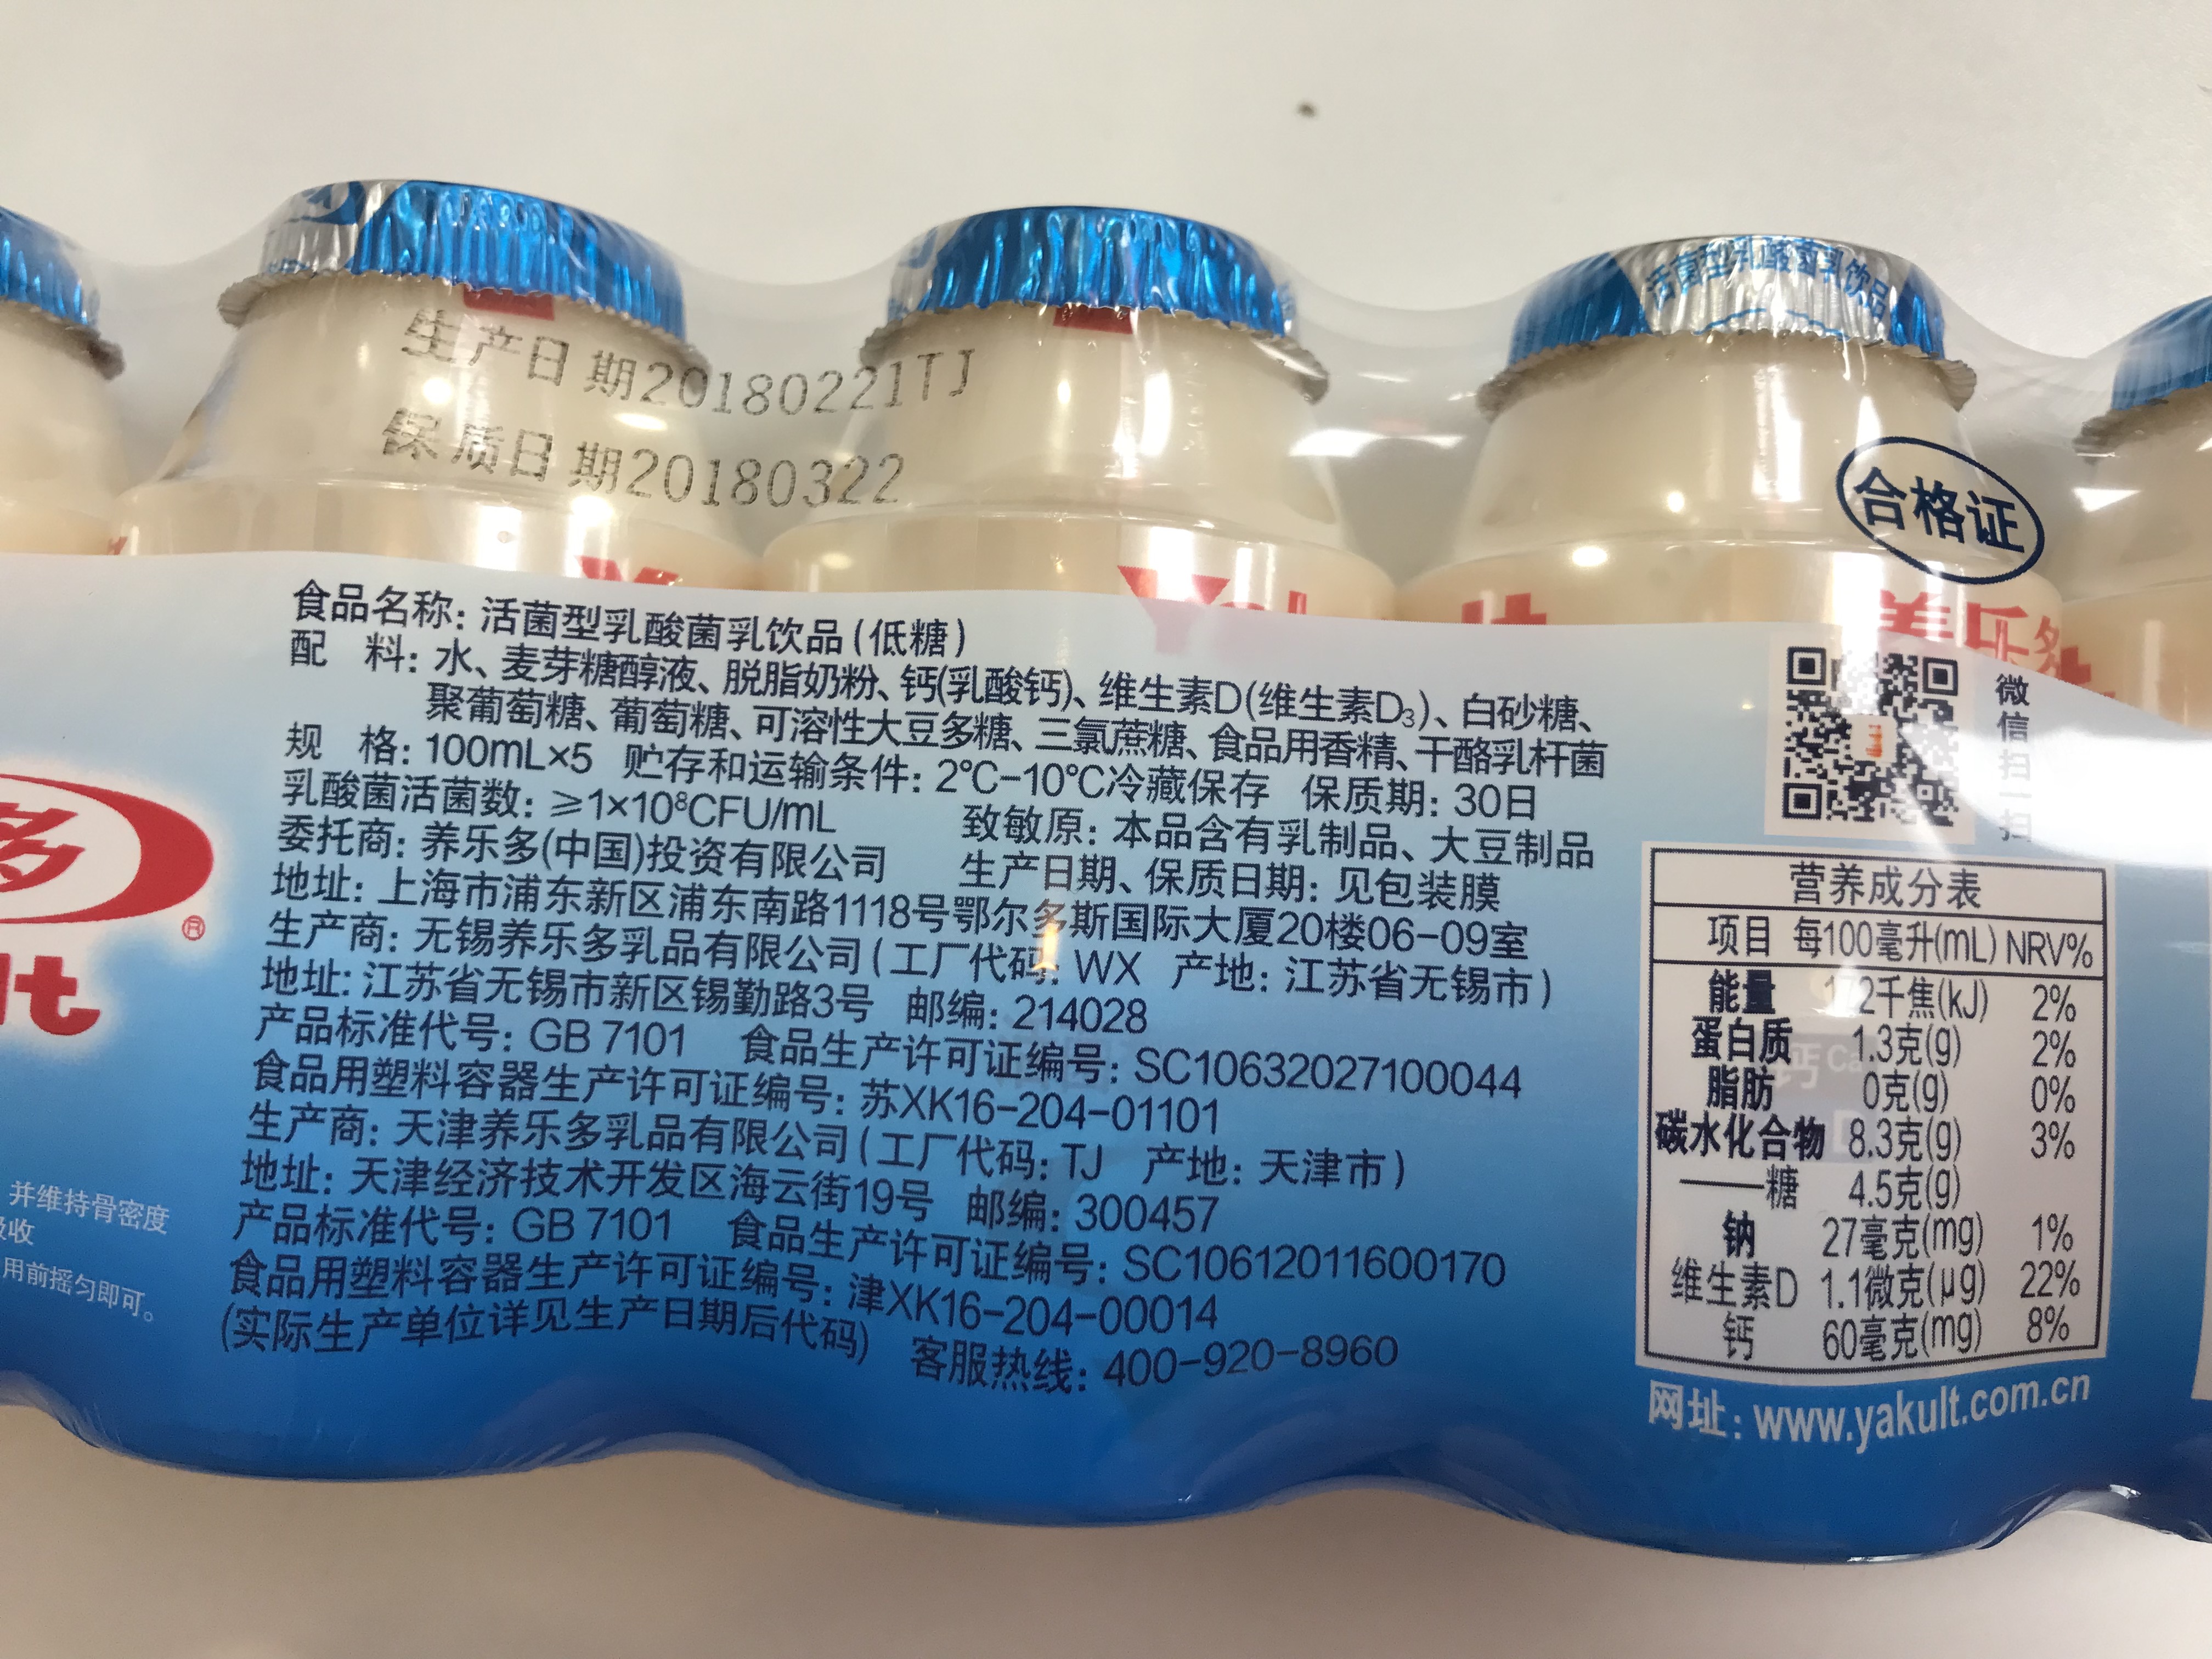 活菌型乳酸菌乳饮品
生产日期20180221TJ
保质日期20180322
合格证
养乐多
食品名称: 活菌型乳酸菌乳饮品(低糖)
配 料: 水、麦芽糖醇液、脱脂奶粉、钙(乳酸钙)、维生素D(维生素D₃)、白砂糖、
聚葡萄糖、葡萄糖、可溶性大豆多糖、三氯蔗糖、食品用香精、干酪乳杆菌
规 格: 100mL×5 贮存和运输条件: 2℃-10℃冷藏保存 保质期: 30日
乳酸菌活菌数: ≥1×10⁸CFU/mL 致敏原: 本品含有乳制品、大豆制品
委托商: 养乐多(中国)投资有限公司 生产日期、保质日期: 见包装膜
地址: 上海市浦东新区浦东南路1118号鄂尔多斯国际大厦20楼06-09室
生产商: 无锡养乐多乳品有限公司(工厂代码: WX 产地: 江苏省无锡市)
地址: 江苏省无锡市新区锡勤路3号 邮编: 214028
产品标准代号: GB 7101 食品生产许可证编号: SC10632027100044
食品用塑料容器生产许可证编号: 苏XK16-204-01101
生产商: 天津养乐多乳品有限公司(工厂代码: TJ 产地: 天津市)
地址: 天津经济技术开发区海云街19号 邮编: 300457
产品标准代号: GB 7101 食品生产许可证编号: SC10612011600170
食品用塑料容器生产许可证编号: 津XK16-204-00014
(实际生产单位详见生产日期后代码) 客服热线: 400-920-8960
微信扫一扫
营养成分表
项目 每100毫升(mL) NRV%
能量 172千焦(kJ) 2%
蛋白质 1.3克(g) 2%
脂肪 0克(g) 0%
碳水化合物 8.3克(g) 3%
——糖 4.5克(g)
钠 27毫克(mg) 1%
维生素D 1.1微克(μg) 22%
钙 60毫克(mg) 8%
网址: www.yakult.com.cn
多
®
lt
并维持骨密度
吸收
用前摇匀即可。